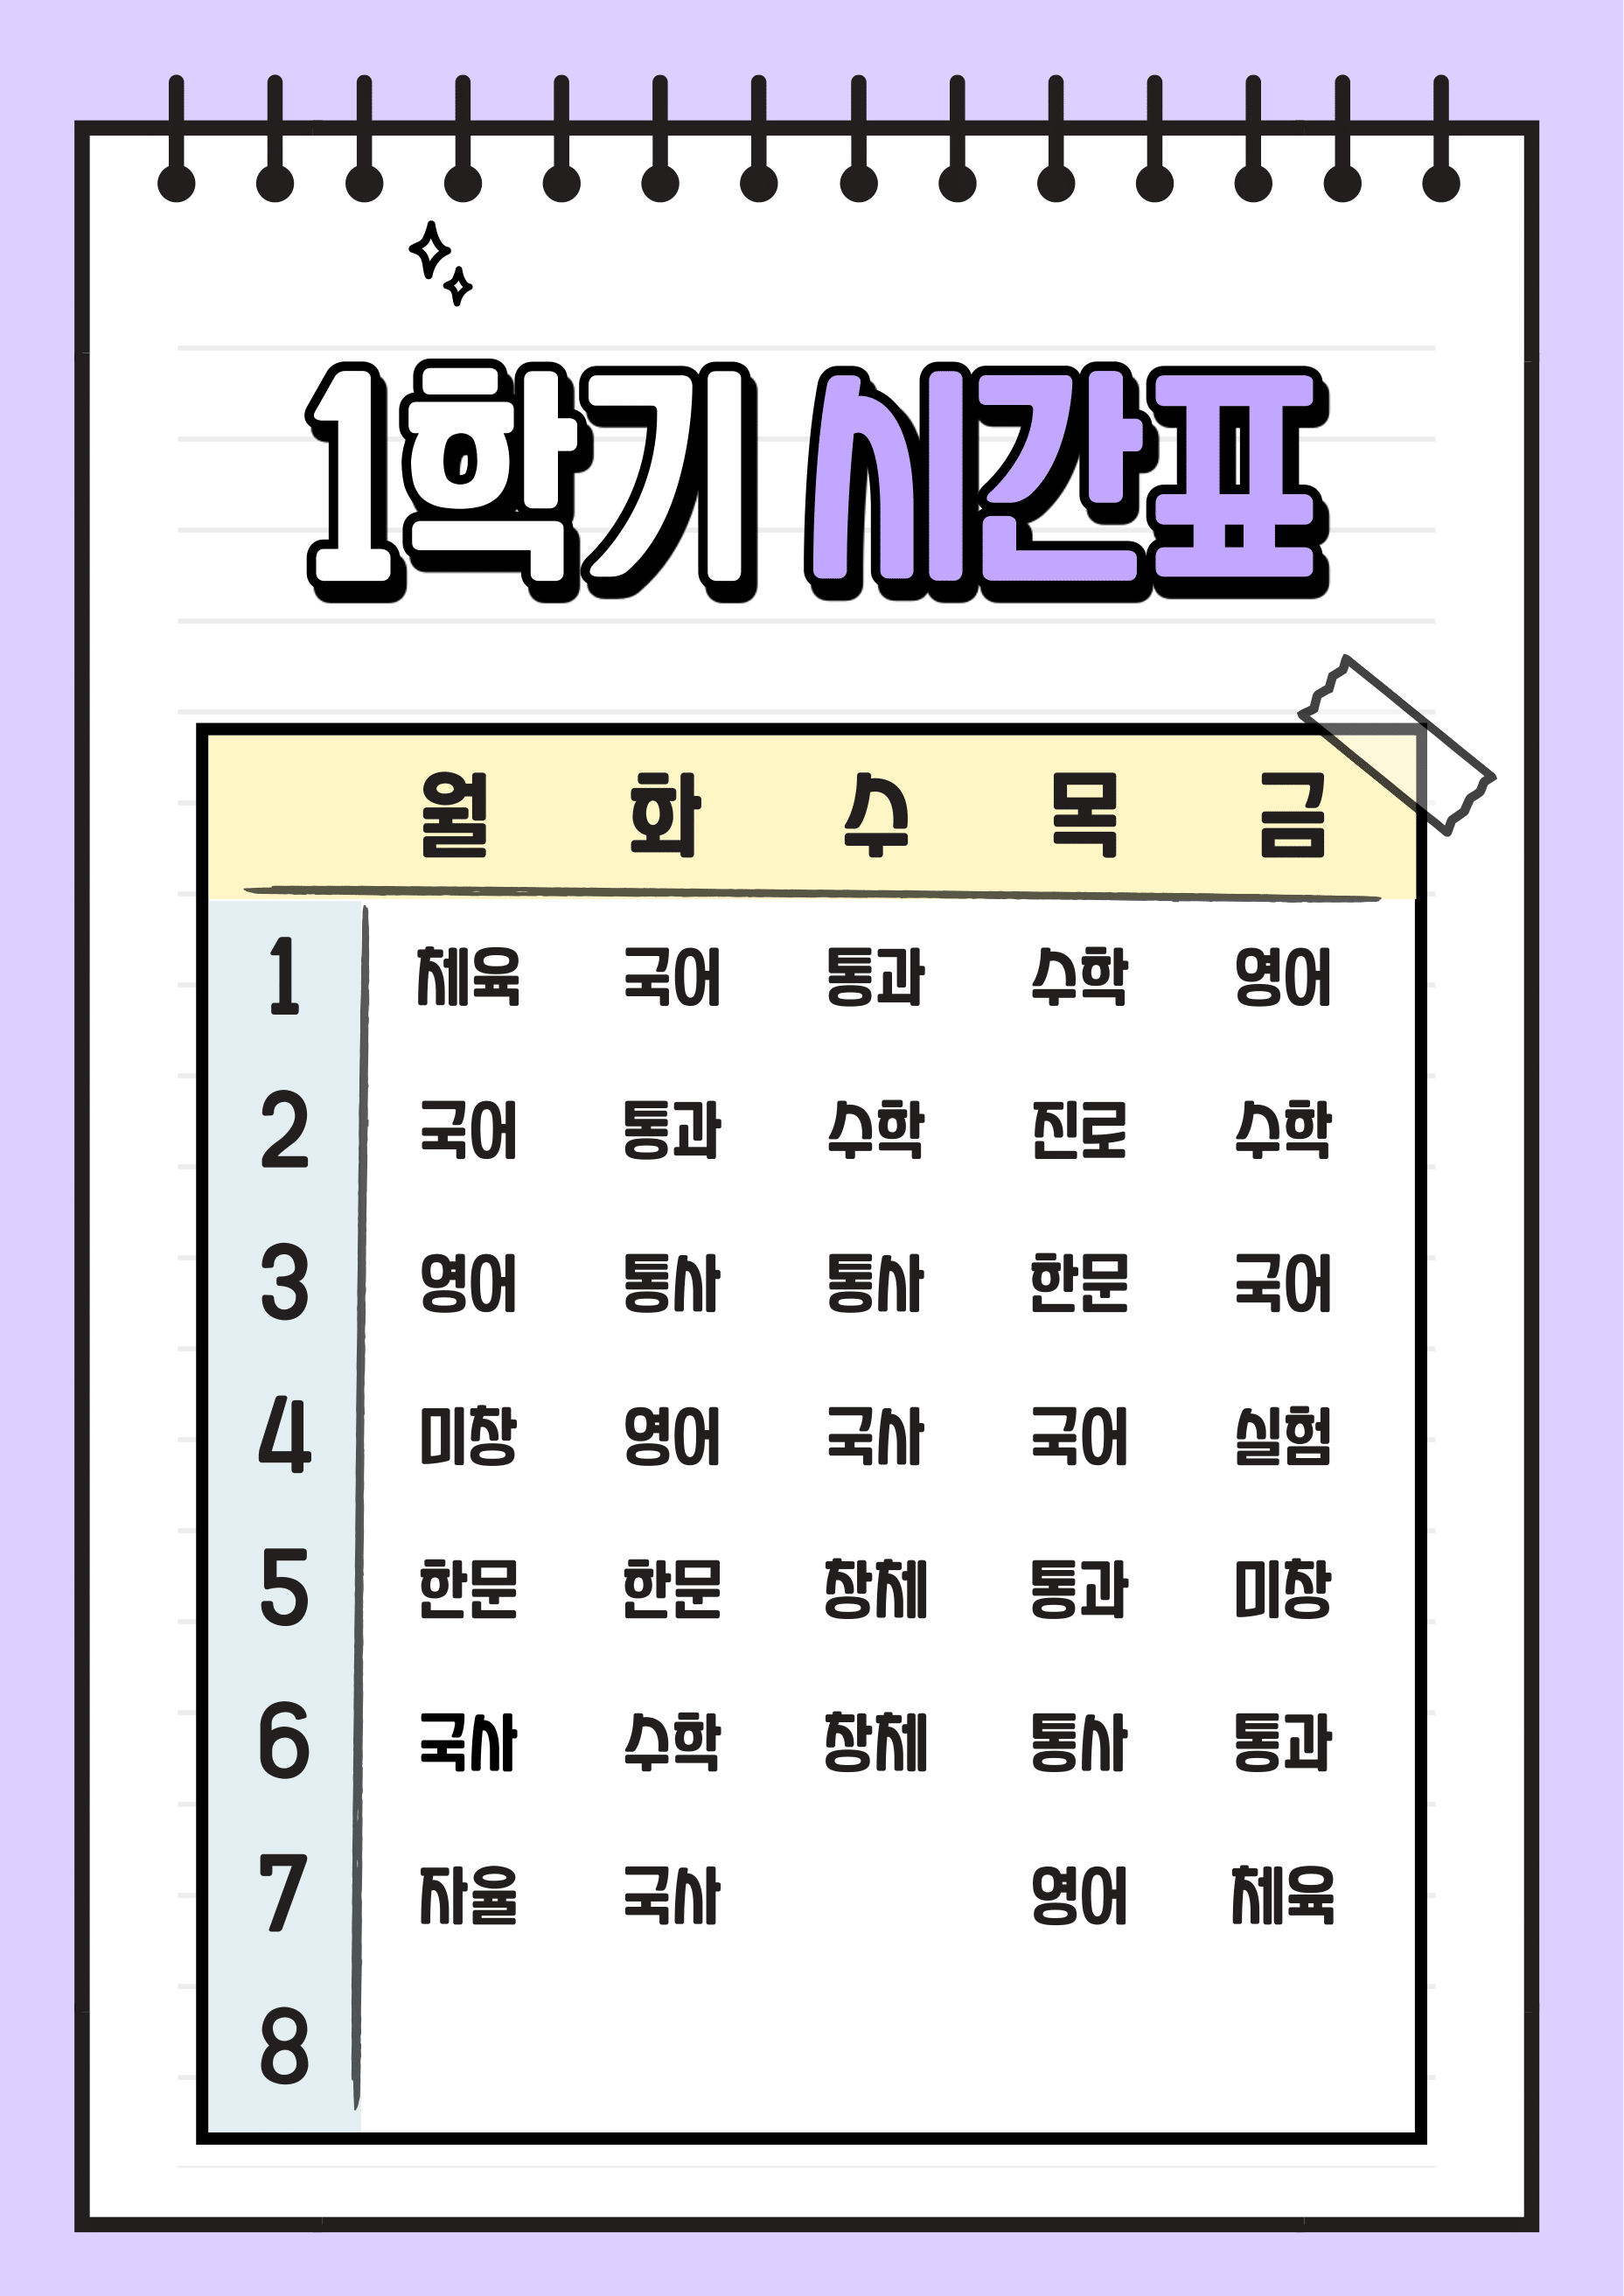 1학기 시간표
월 화 수 목 금
1 체육 국어 통과 수학 영어
2 국어 통과 수학 진로 수학
3 영어 통사 통사 한문 국어
4 미창 영어 국사 국어 실험
5 한문 한문 창체 통과 미창
6 국사 수학 창체 통사 통과
7 자율 국사 영어 체육
8